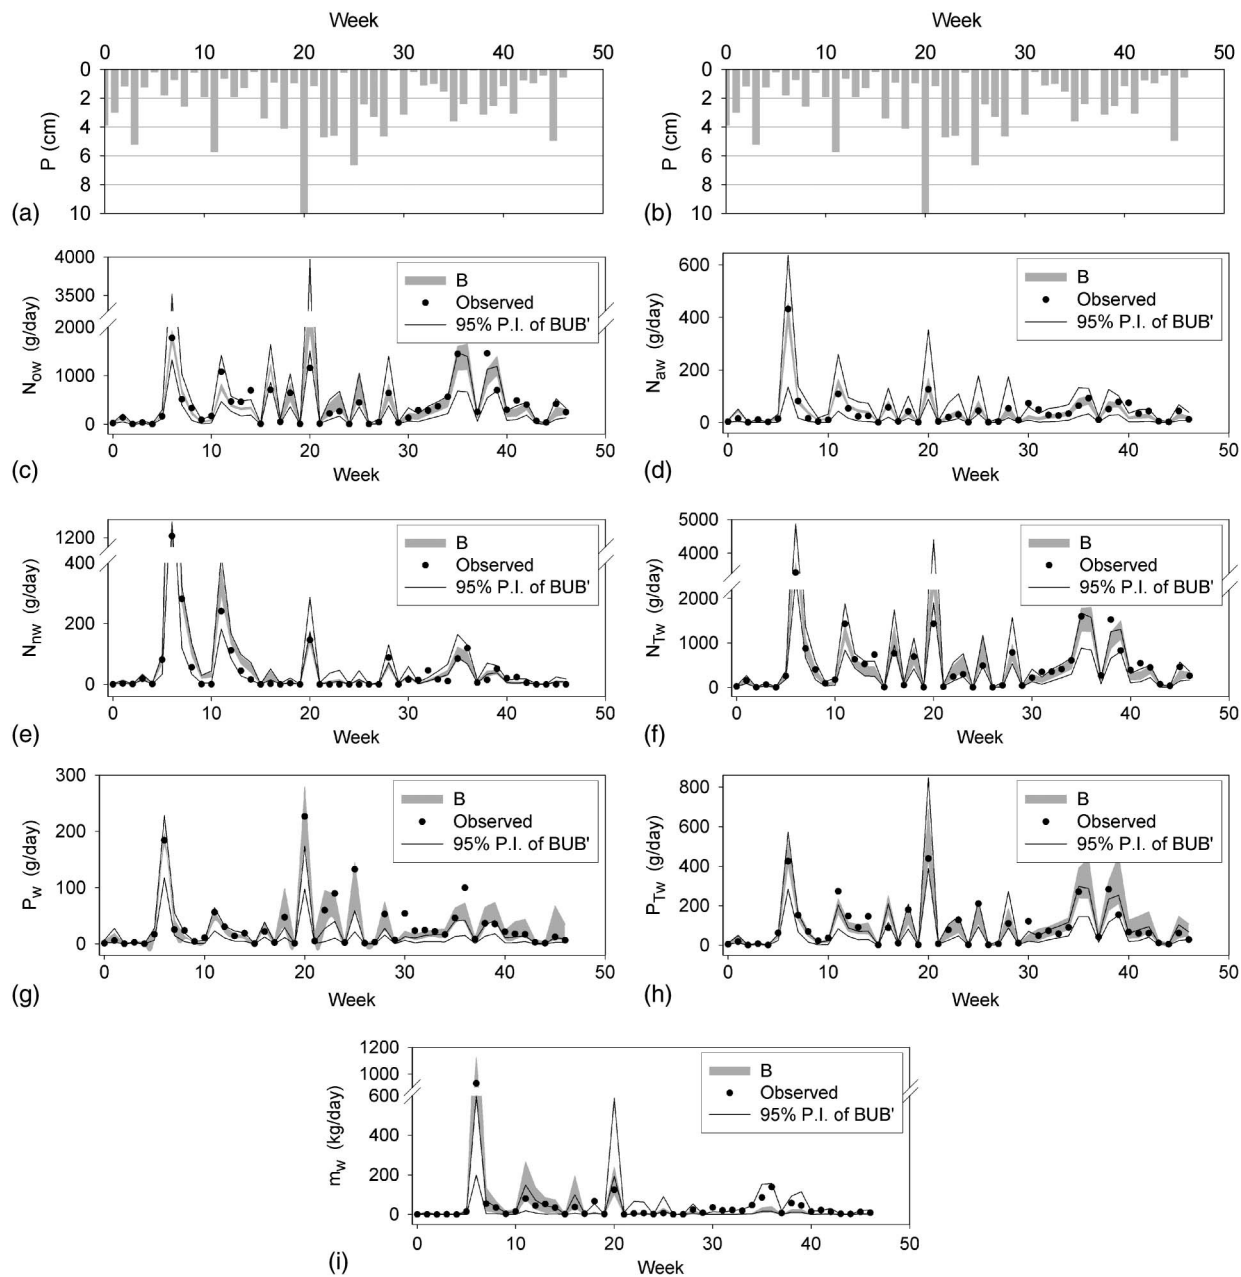 Week Week
0 10 20 30 40 50 0 10 20 30 40 50
0 2 4 6 8 10 P (cm) (a)
0 2 4 6 8 10 P (cm) (b)
4000 3500 2000 1000 0 N_ow (g/day)
B
Observed
95% P.I. of BUB'
0 10 20 30 40 50
(c) Week
600 400 200 0 N_aw (g/day)
B
Observed
95% P.I. of BUB'
0 10 20 30 40 50
(d) Week
1200 400 200 0 N_nw (g/day)
B
Observed
95% P.I. of BUB'
0 10 20 30 40 50
(e) Week
5000 4000 2000 1000 0 N_Tw (g/day)
B
Observed
95% P.I. of BUB'
0 10 20 30 40 50
(f) Week
300 200 100 0 P_w (g/day)
B
Observed
95% P.I. of BUB'
0 10 20 30 40 50
(g) Week
800 600 400 200 0 P_Tw (g/day)
B
Observed
95% P.I. of BUB'
0 10 20 30 40 50
(h) Week
1200 1000 600 400 200 0 m_w (kg/day)
B
Observed
95% P.I. of BUB'
0 10 20 30 40 50
(i) Week